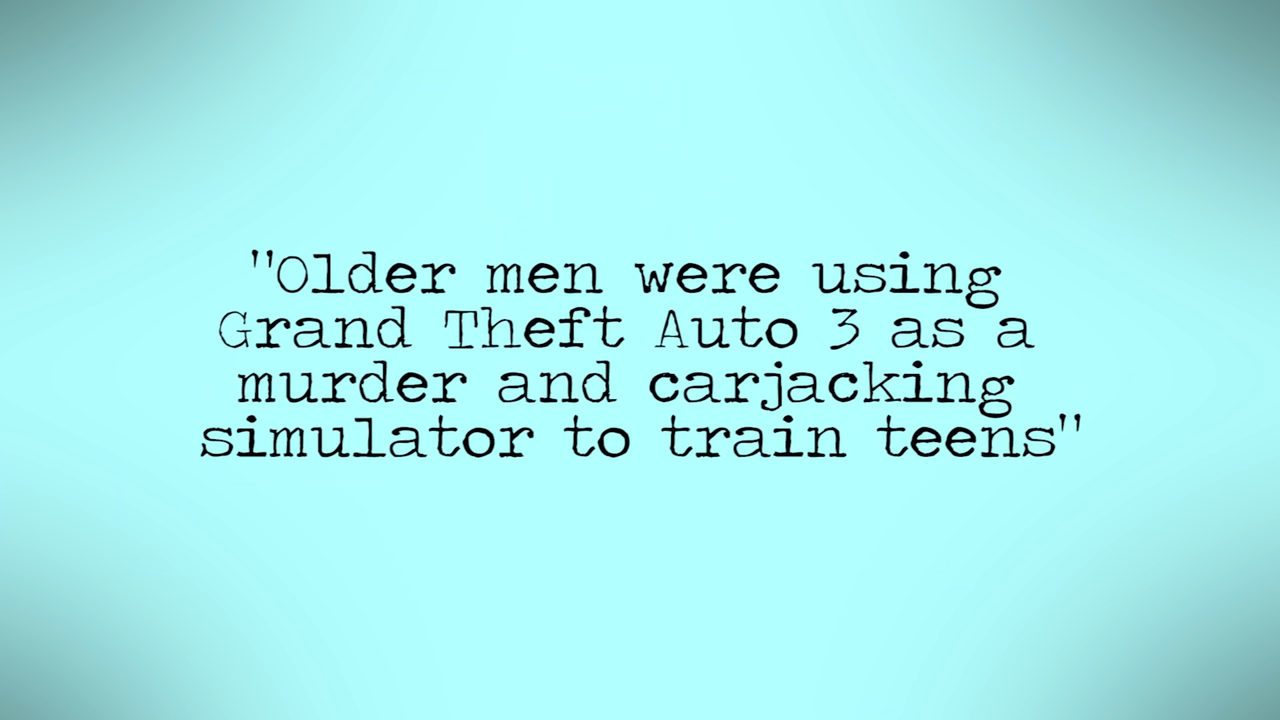 "Older men were using
Grand Theft Auto 3 as a
murder and carjacking
simulator to train teens"